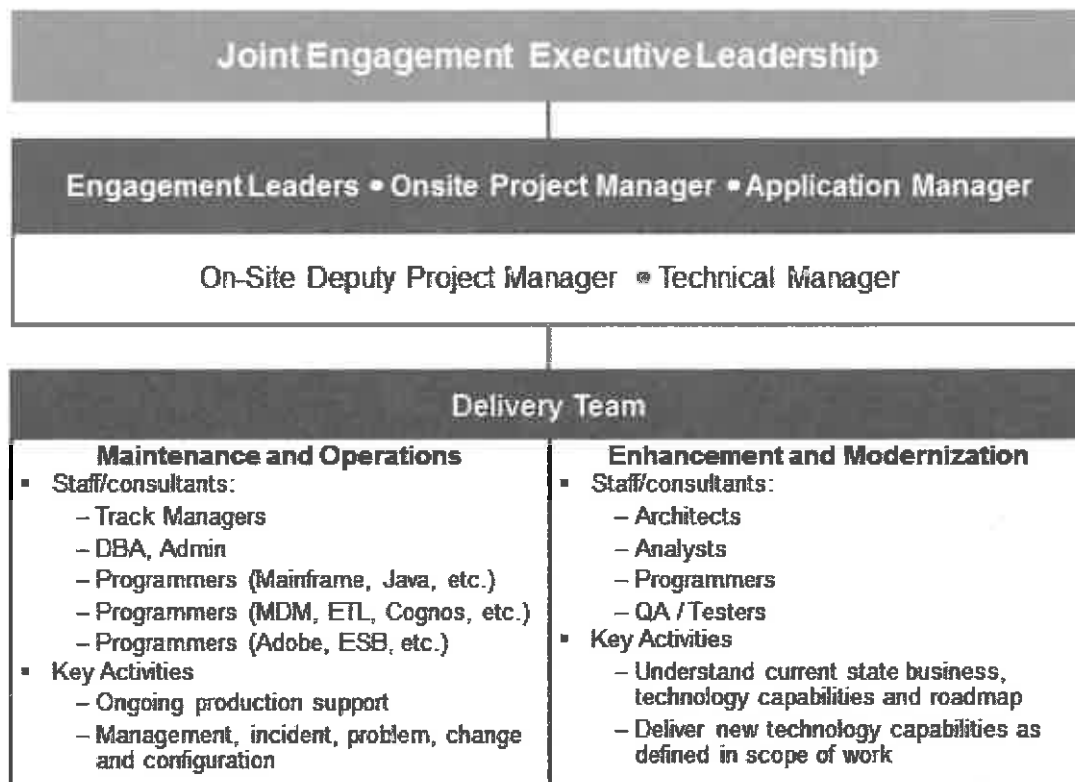 Joint Engagement Executive Leadership
Engagement Leaders • Onsite Project Manager • Application Manager
On-Site Deputy Project Manager • Technical Manager
Delivery Team
Maintenance and Operations
▪ Staff/consultants:
– Track Managers
– DBA, Admin
– Programmers (Mainframe, Java, etc.)
– Programmers (MDM, ETL, Cognos, etc.)
– Programmers (Adobe, ESB, etc.)
▪ Key Activities
– Ongoing production support
– Management, incident, problem, change
and configuration
Enhancement and Modernization
▪ Staff/consultants:
– Architects
– Analysts
– Programmers
– QA / Testers
▪ Key Activities
– Understand current state business,
technology capabilities and roadmap
– Deliver new technology capabilities as
defined in scope of work